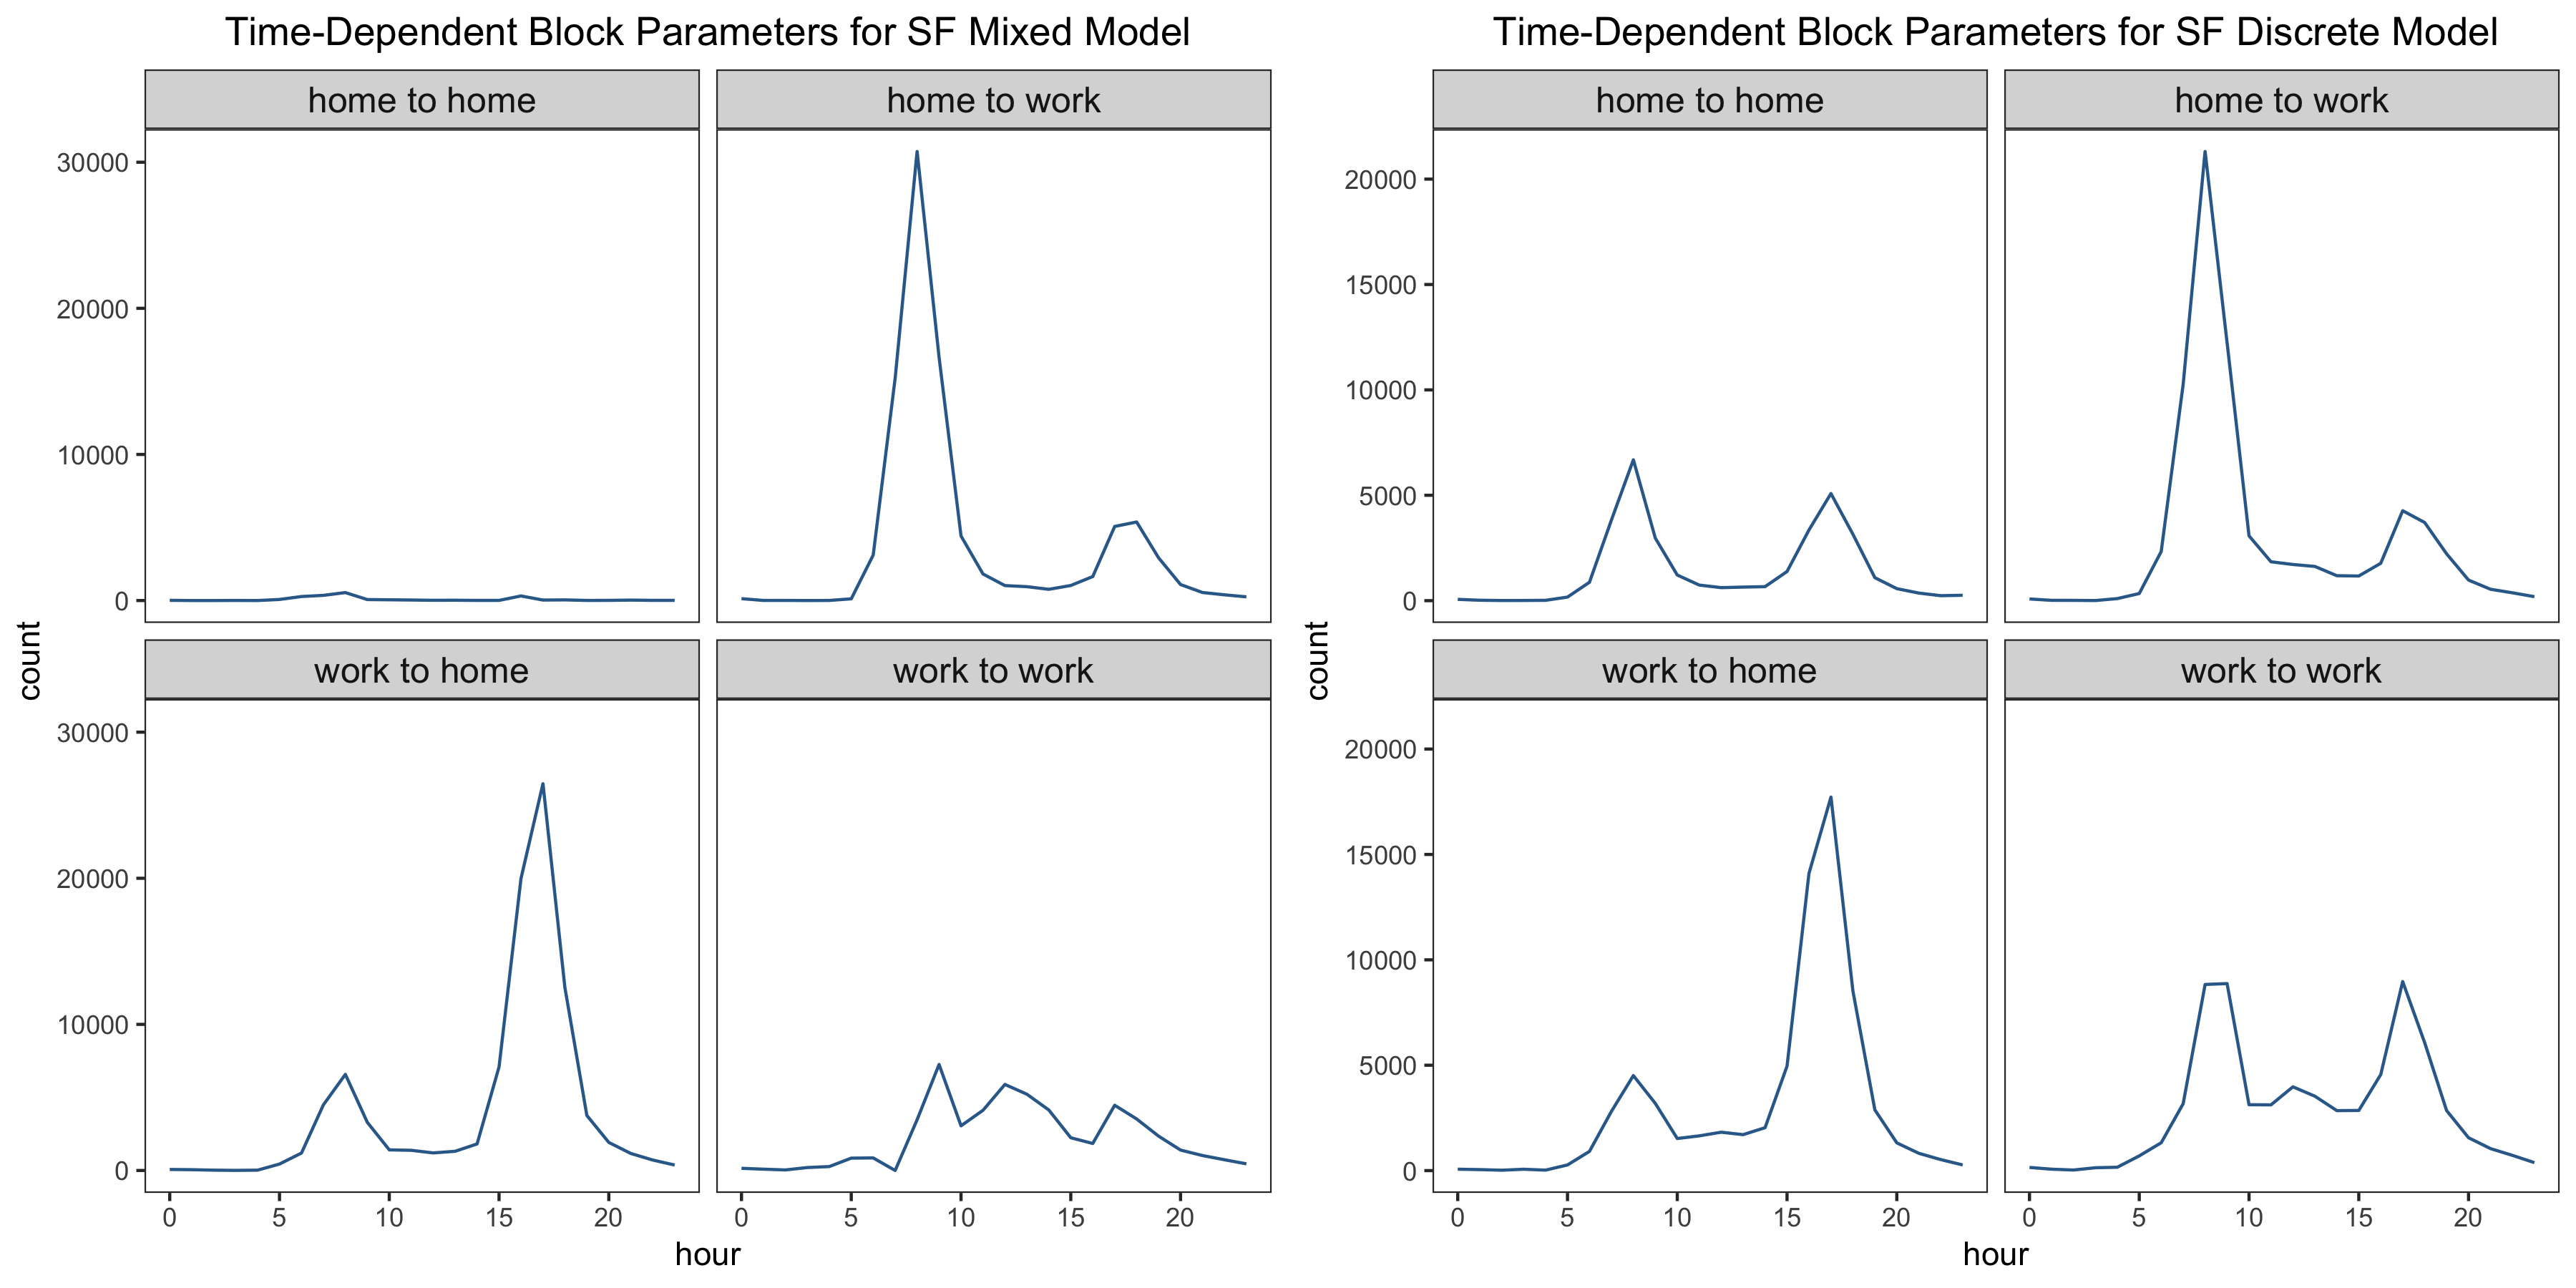 Time-Dependent Block Parameters for SF Mixed Model
home to home
home to work
30000
20000
10000
0
work to home
work to work
30000
20000
10000
0
0 5 10 15 20
0 5 10 15 20
hour
count
Time-Dependent Block Parameters for SF Discrete Model
home to home
home to work
20000
15000
10000
5000
0
work to home
work to work
20000
15000
10000
5000
0
0 5 10 15 20
0 5 10 15 20
hour
count